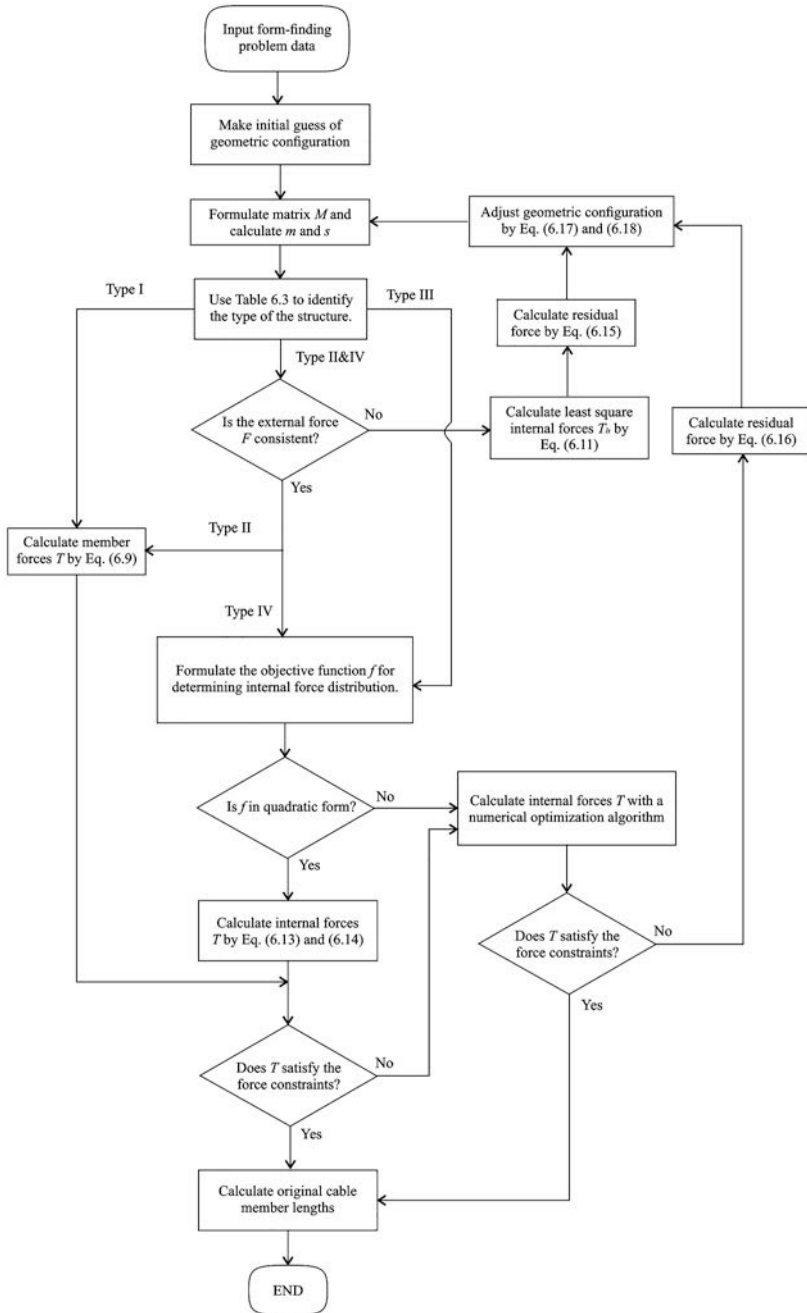 Input form-finding
problem data
Make initial guess of
geometric configuration
Formulate matrix M and
calculate m and s
Adjust geometric configuration
by Eq. (6.17) and (6.18)
Type I
Use Table 6.3 to identify
the type of the structure.
Type III
Calculate residual
force by Eq. (6.15)
Type II&IV
Is the external force
F consistent?
No
Calculate least square
internal forces Tₕ by
Eq. (6.11)
Calculate residual
force by Eq. (6.16)
Yes
Calculate member
forces T by Eq. (6.9)
Type II
Type IV
Formulate the objective function f for
determining internal force distribution.
Is f in quadratic form?
No
Calculate internal forces T with a
numerical optimization algorithm
Yes
Calculate internal forces
T by Eq. (6.13) and (6.14)
Does T satisfy the
force constraints?
No
Yes
Does T satisfy the
force constraints?
No
Yes
Calculate original cable
member lengths
END